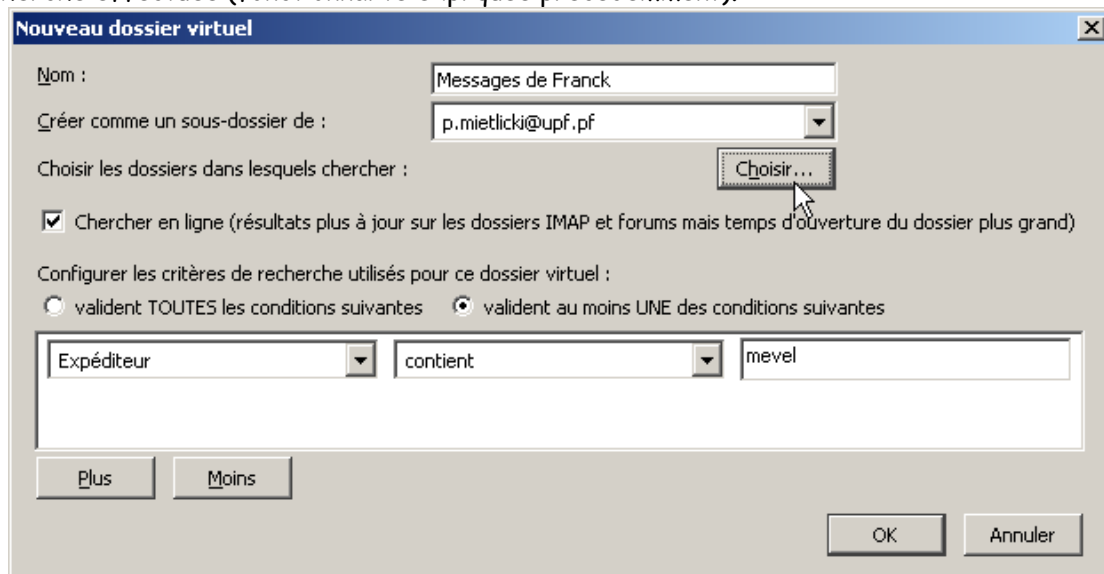 Nouveau dossier virtuel
Nom : Messages de Franck
Créer comme un sous-dossier de : p.mietlicki@upf.pf
Choisir les dossiers dans lesquels chercher : Choisir...
Chercher en ligne (résultats plus à jour sur les dossiers IMAP et forums mais temps d'ouverture du dossier plus grand)
Configurer les critères de recherche utilisés pour ce dossier virtuel :
valident TOUTES les conditions suivantes valident au moins UNE des conditions suivantes
Expéditeur contient mevel
Plus Moins
OK Annuler